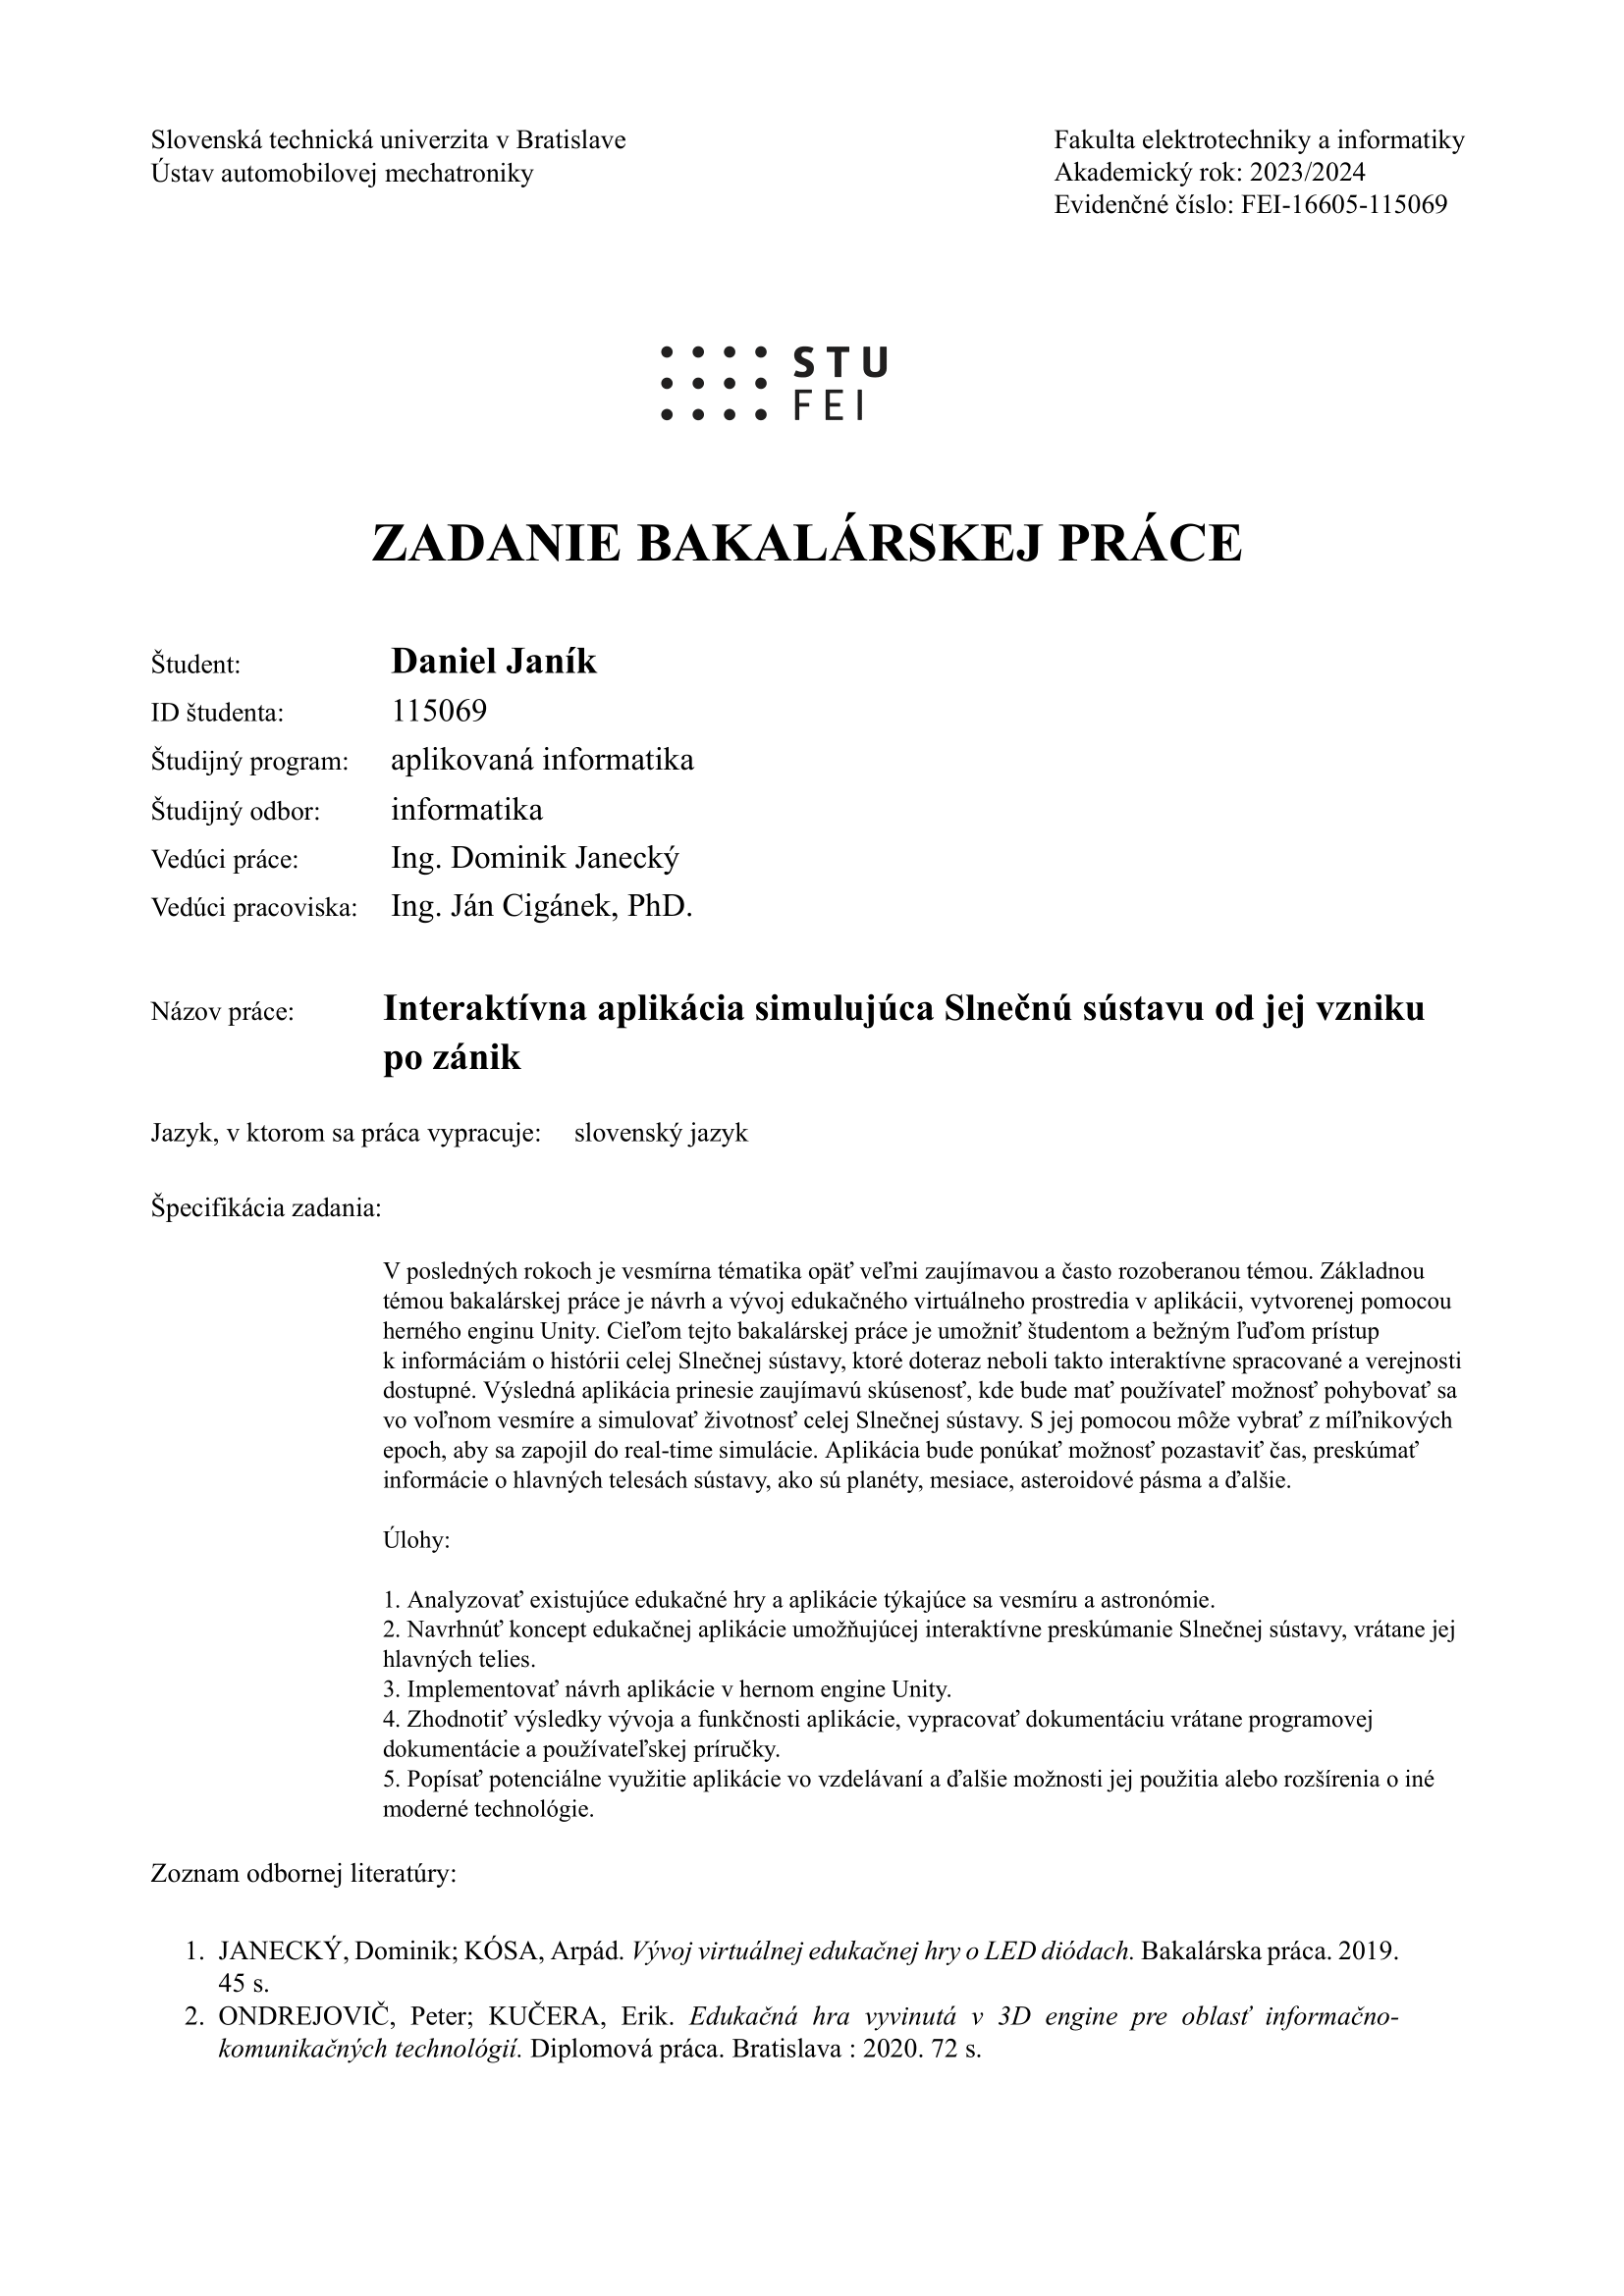 Slovenská technická univerzita v Bratislave
Ústav automobilovej mechatroniky
Fakulta elektrotechniky a informatiky
Akademický rok: 2023/2024
Evidenčné číslo: FEI-16605-115069
STU
FEI
ZADANIE BAKALÁRSKEJ PRÁCE
Študent: Daniel Janík
ID študenta: 115069
Študijný program: aplikovaná informatika
Študijný odbor: informatika
Vedúci práce: Ing. Dominik Janecký
Vedúci pracoviska: Ing. Ján Cigánek, PhD.
Názov práce: Interaktívna aplikácia simulujúca Slnečnú sústavu od jej vzniku
po zánik
Jazyk, v ktorom sa práca vypracuje: slovenský jazyk
Špecifikácia zadania:
V posledných rokoch je vesmírna tématika opäť veľmi zaujímavou a často rozoberanou témou. Základnou
témou bakalárskej práce je návrh a vývoj edukačného virtuálneho prostredia v aplikácii, vytvorenej pomocou
herného enginu Unity. Cieľom tejto bakalárskej práce je umožniť študentom a bežným ľuďom prístup
k informáciám o histórii celej Slnečnej sústavy, ktoré doteraz neboli takto interaktívne spracované a verejnosti
dostupné. Výsledná aplikácia prinesie zaujímavú skúsenosť, kde bude mať používateľ možnosť pohybovať sa
vo voľnom vesmíre a simulovať životnosť celej Slnečnej sústavy. S jej pomocou môže vybrať z míľnikových
epoch, aby sa zapojil do real-time simulácie. Aplikácia bude ponúkať možnosť pozastaviť čas, preskúmať
informácie o hlavných telesách sústavy, ako sú planéty, mesiace, asteroidové pásma a ďalšie.
Úlohy:
1. Analyzovať existujúce edukačné hry a aplikácie týkajúce sa vesmíru a astronómie.
2. Navrhnúť koncept edukačnej aplikácie umožňujúcej interaktívne preskúmanie Slnečnej sústavy, vrátane jej
hlavných telies.
3. Implementovať návrh aplikácie v hernom engine Unity.
4. Zhodnotiť výsledky vývoja a funkčnosti aplikácie, vypracovať dokumentáciu vrátane programovej
dokumentácie a používateľskej príručky.
5. Popísať potenciálne využitie aplikácie vo vzdelávaní a ďalšie možnosti jej použitia alebo rozšírenia o iné
moderné technológie.
Zoznam odbornej literatúry:
1. JANECKÝ, Dominik; KÓSA, Arpád. Vývoj virtuálnej edukačnej hry o LED diódach. Bakalárska práca. 2019.
45 s.
2. ONDREJOVIČ, Peter; KUČERA, Erik. Edukačná hra vyvinutá v 3D engine pre oblasť informačno-
komunikačných technológií. Diplomová práca. Bratislava : 2020. 72 s.